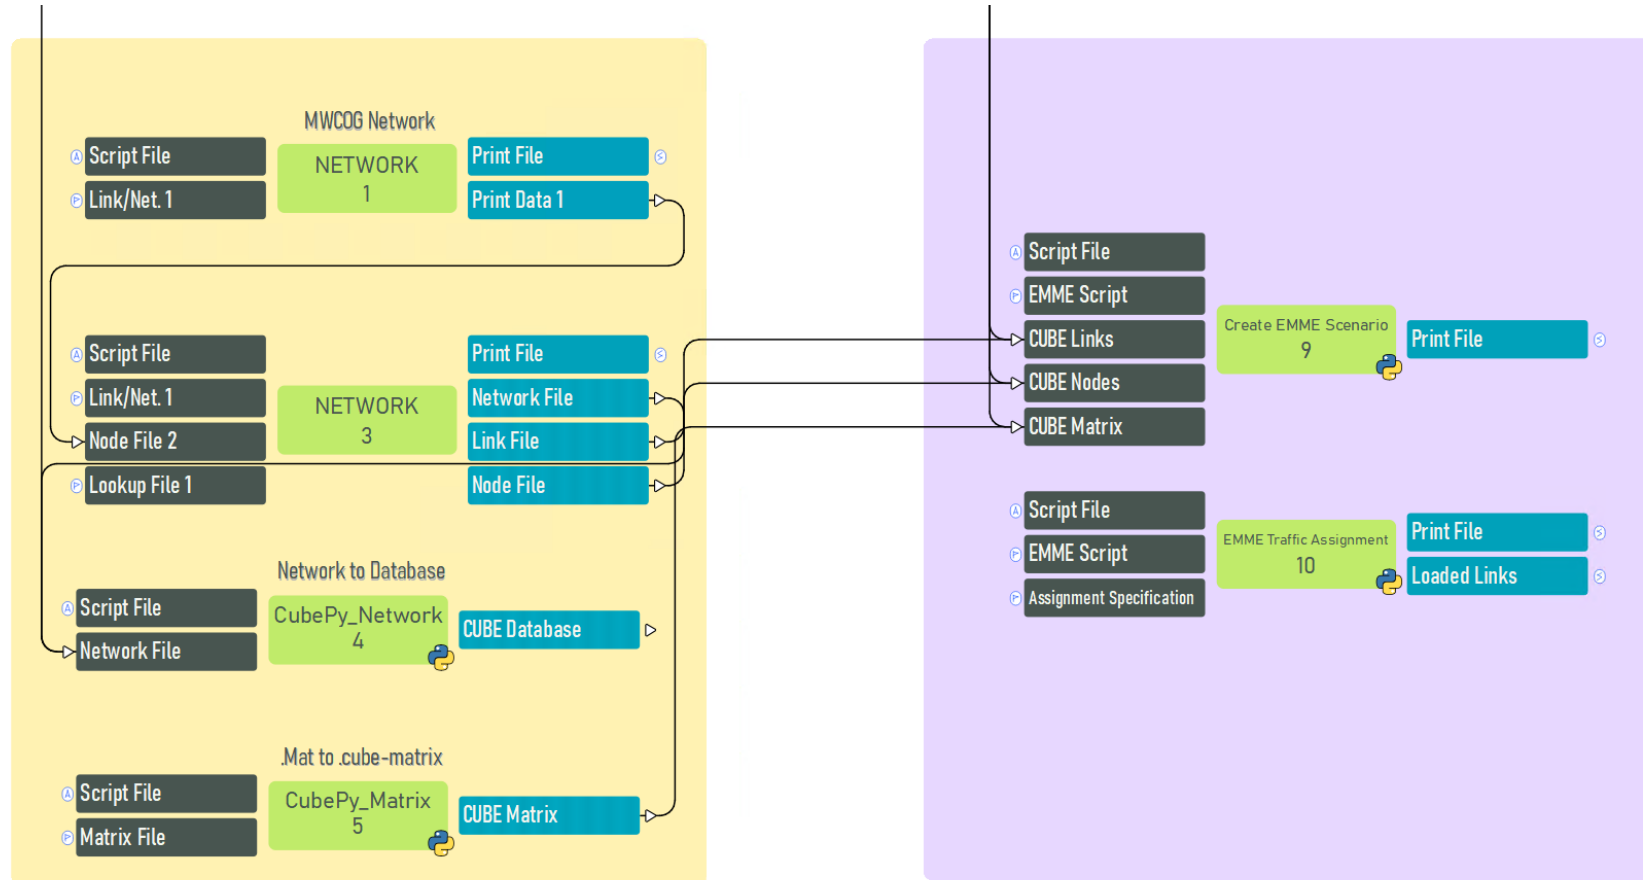 MWCOG Network
Script File
Link/Net. 1
NETWORK
1
Print File
Print Data 1
Script File
Link/Net. 1
Node File 2
Lookup File 1
NETWORK
3
Print File
Network File
Link File
Node File
Network to Database
Script File
Network File
CubePy_Network
4
CUBE Database
.Mat to .cube-matrix
Script File
Matrix File
CubePy_Matrix
5
CUBE Matrix
Script File
EMME Script
CUBE Links
CUBE Nodes
CUBE Matrix
Create EMME Scenario
9
Print File
Script File
EMME Script
Assignment Specification
EMME Traffic Assignment
10
Print File
Loaded Links